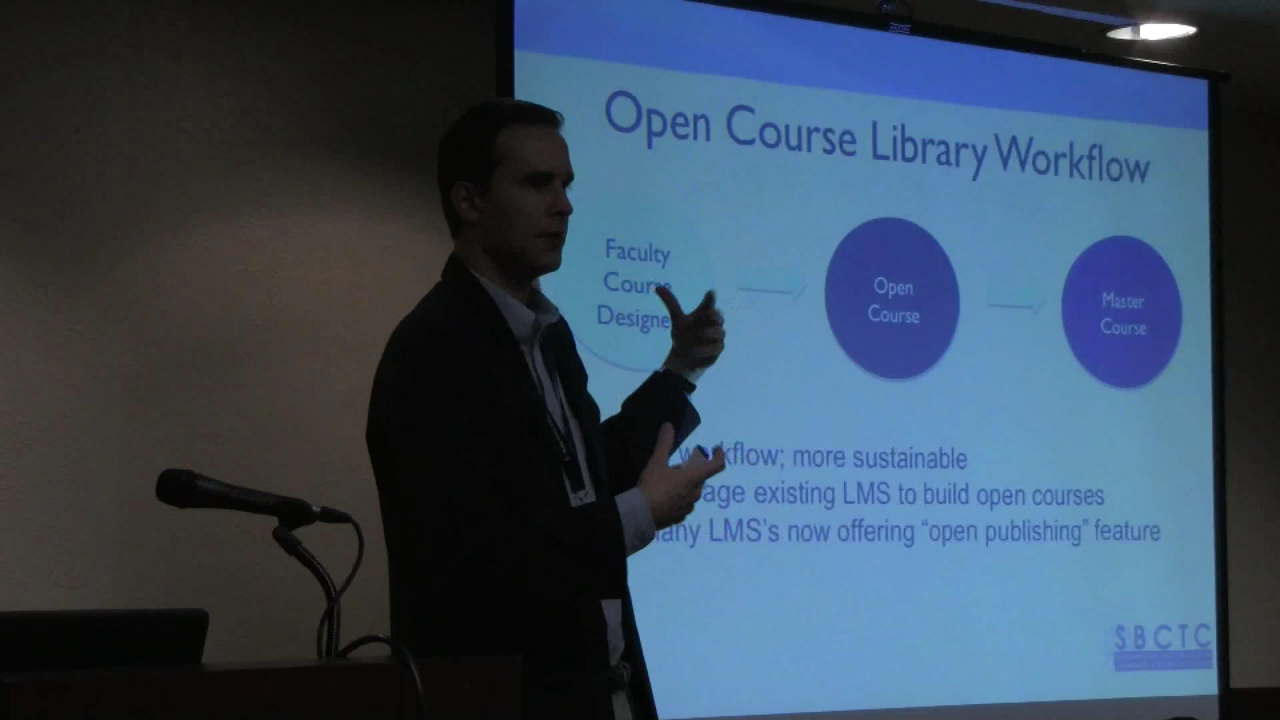 Open Course Library Workflow
Faculty
Course
Designe
Open
Course
Master
Course
workflow; more sustainable
age existing LMS to build open courses
any LMS's now offering "open publishing" feature
SBCTC